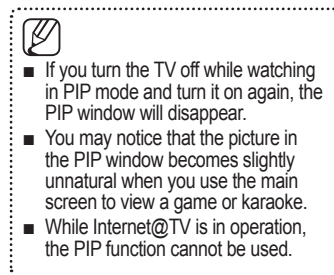 ■ If you turn the TV off while watching
in PIP mode and turn it on again, the
PIP window will disappear.
■ You may notice that the picture in
the PIP window becomes slightly
unnatural when you use the main
screen to view a game or karaoke.
■ While Internet@TV is in operation,
the PIP function cannot be used.